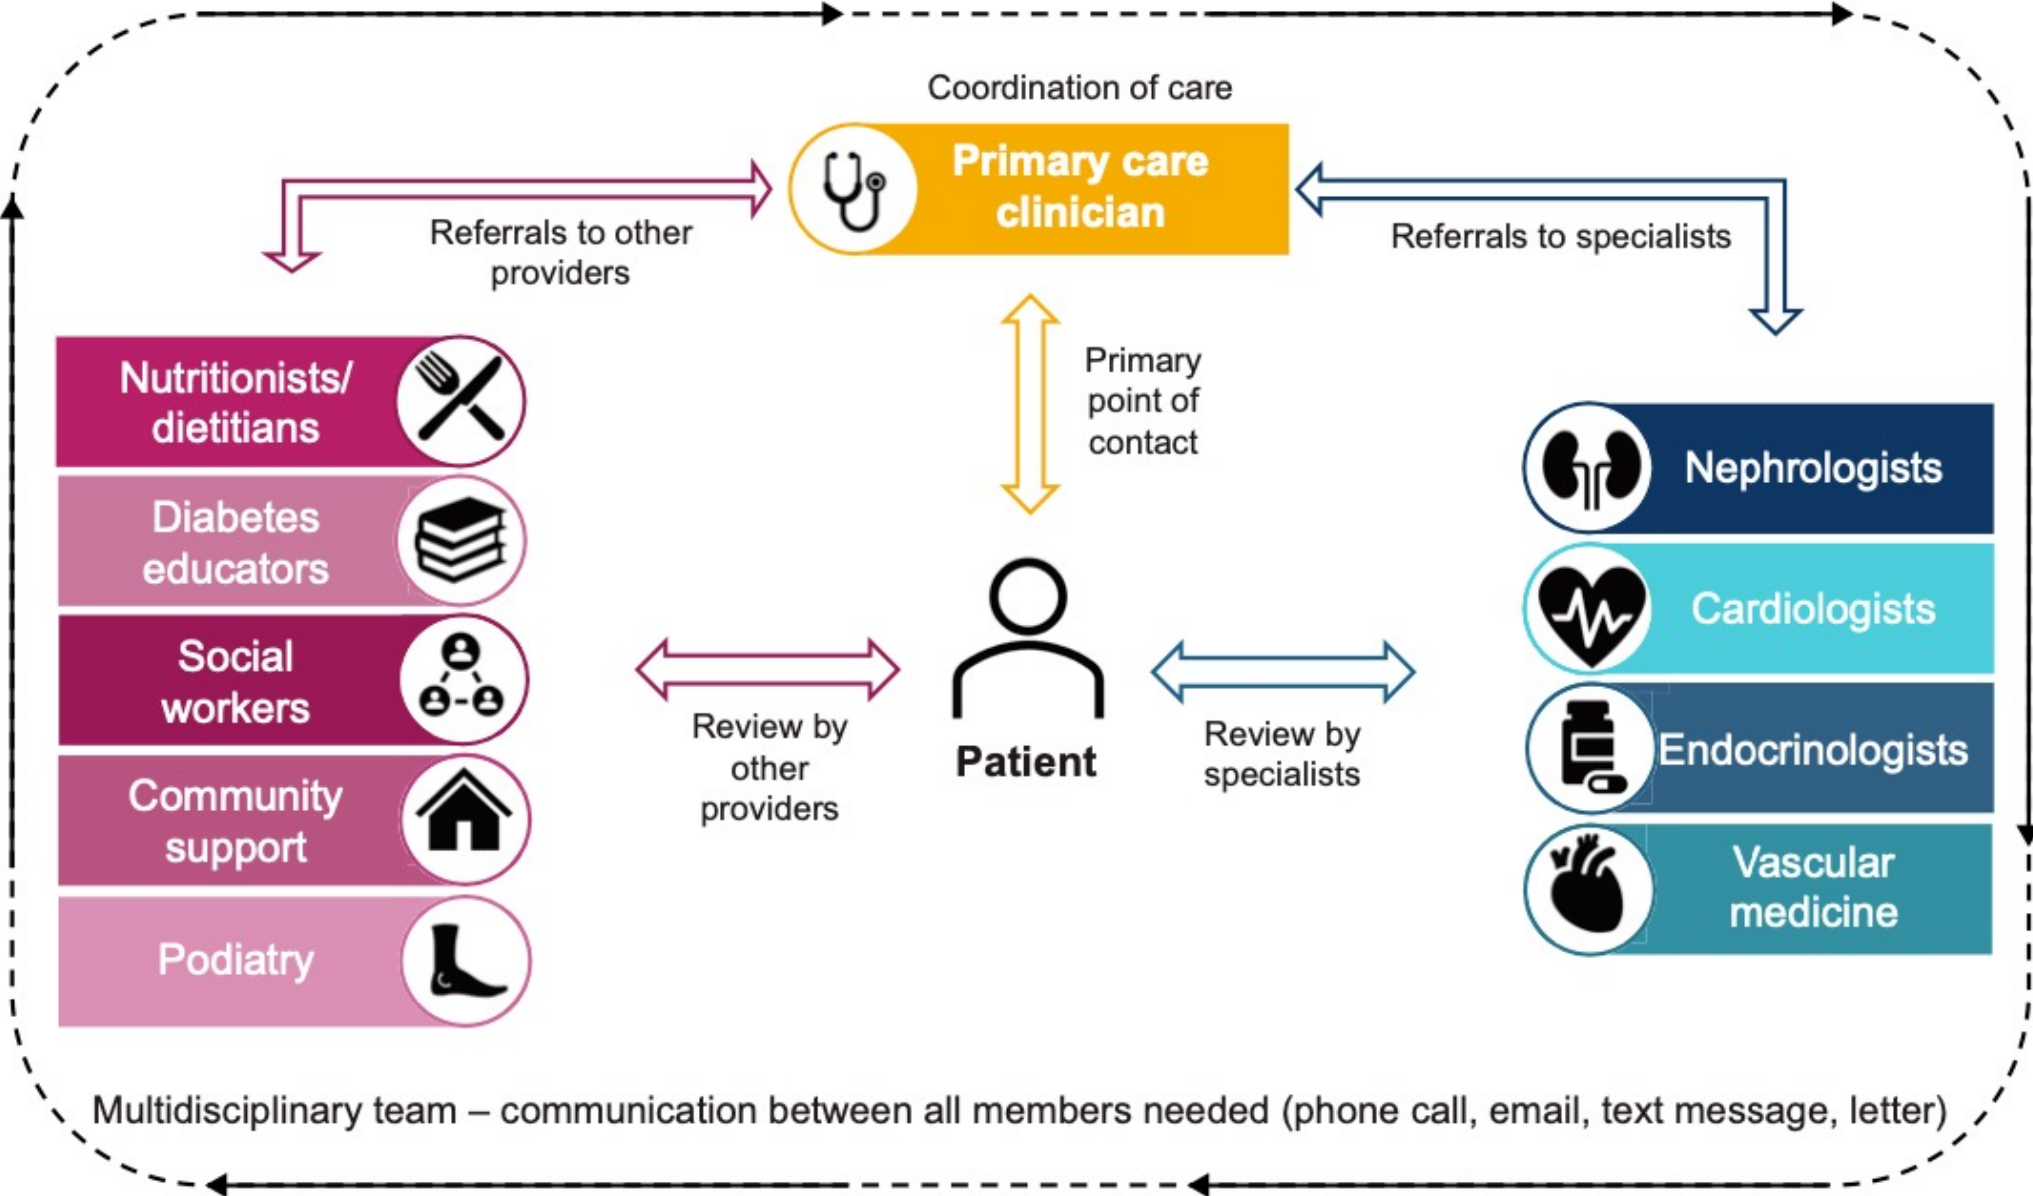 Coordination of care
Primary care
clinician
Referrals to other
providers
Referrals to specialists
Primary
point of
contact
Nutritionists/
dietitians
Diabetes
educators
Social
workers
Community
support
Podiatry
Review by
other
providers
Patient
Review by
specialists
Nephrologists
Cardiologists
Endocrinologists
Vascular
medicine
Multidisciplinary team – communication between all members needed (phone call, email, text message, letter)